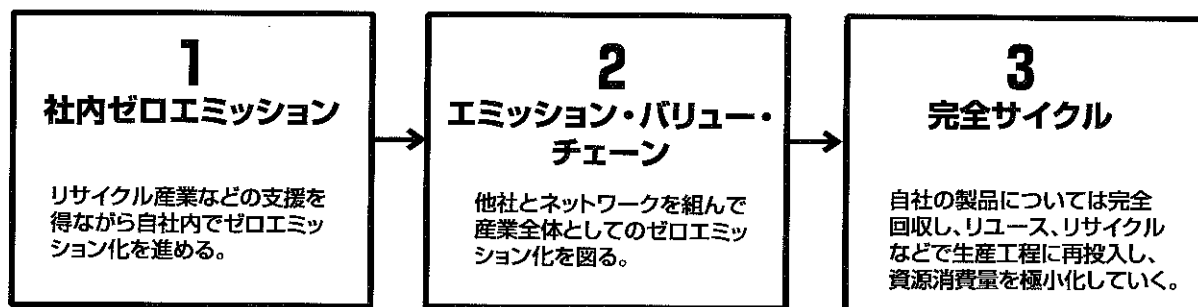 1
社内ゼロエミッション
リサイクル産業などの支援を
得ながら自社内でゼロエミッ
ション化を進める。
2
エミッション・バリュー・
チェーン
他社とネットワークを組んで
産業全体としてのゼロエミッ
ション化を図る。
3
完全サイクル
自社の製品については完全
回収し、リユース、リサイクル
などで生産工程に再投入し、
資源消費量を極小化していく。